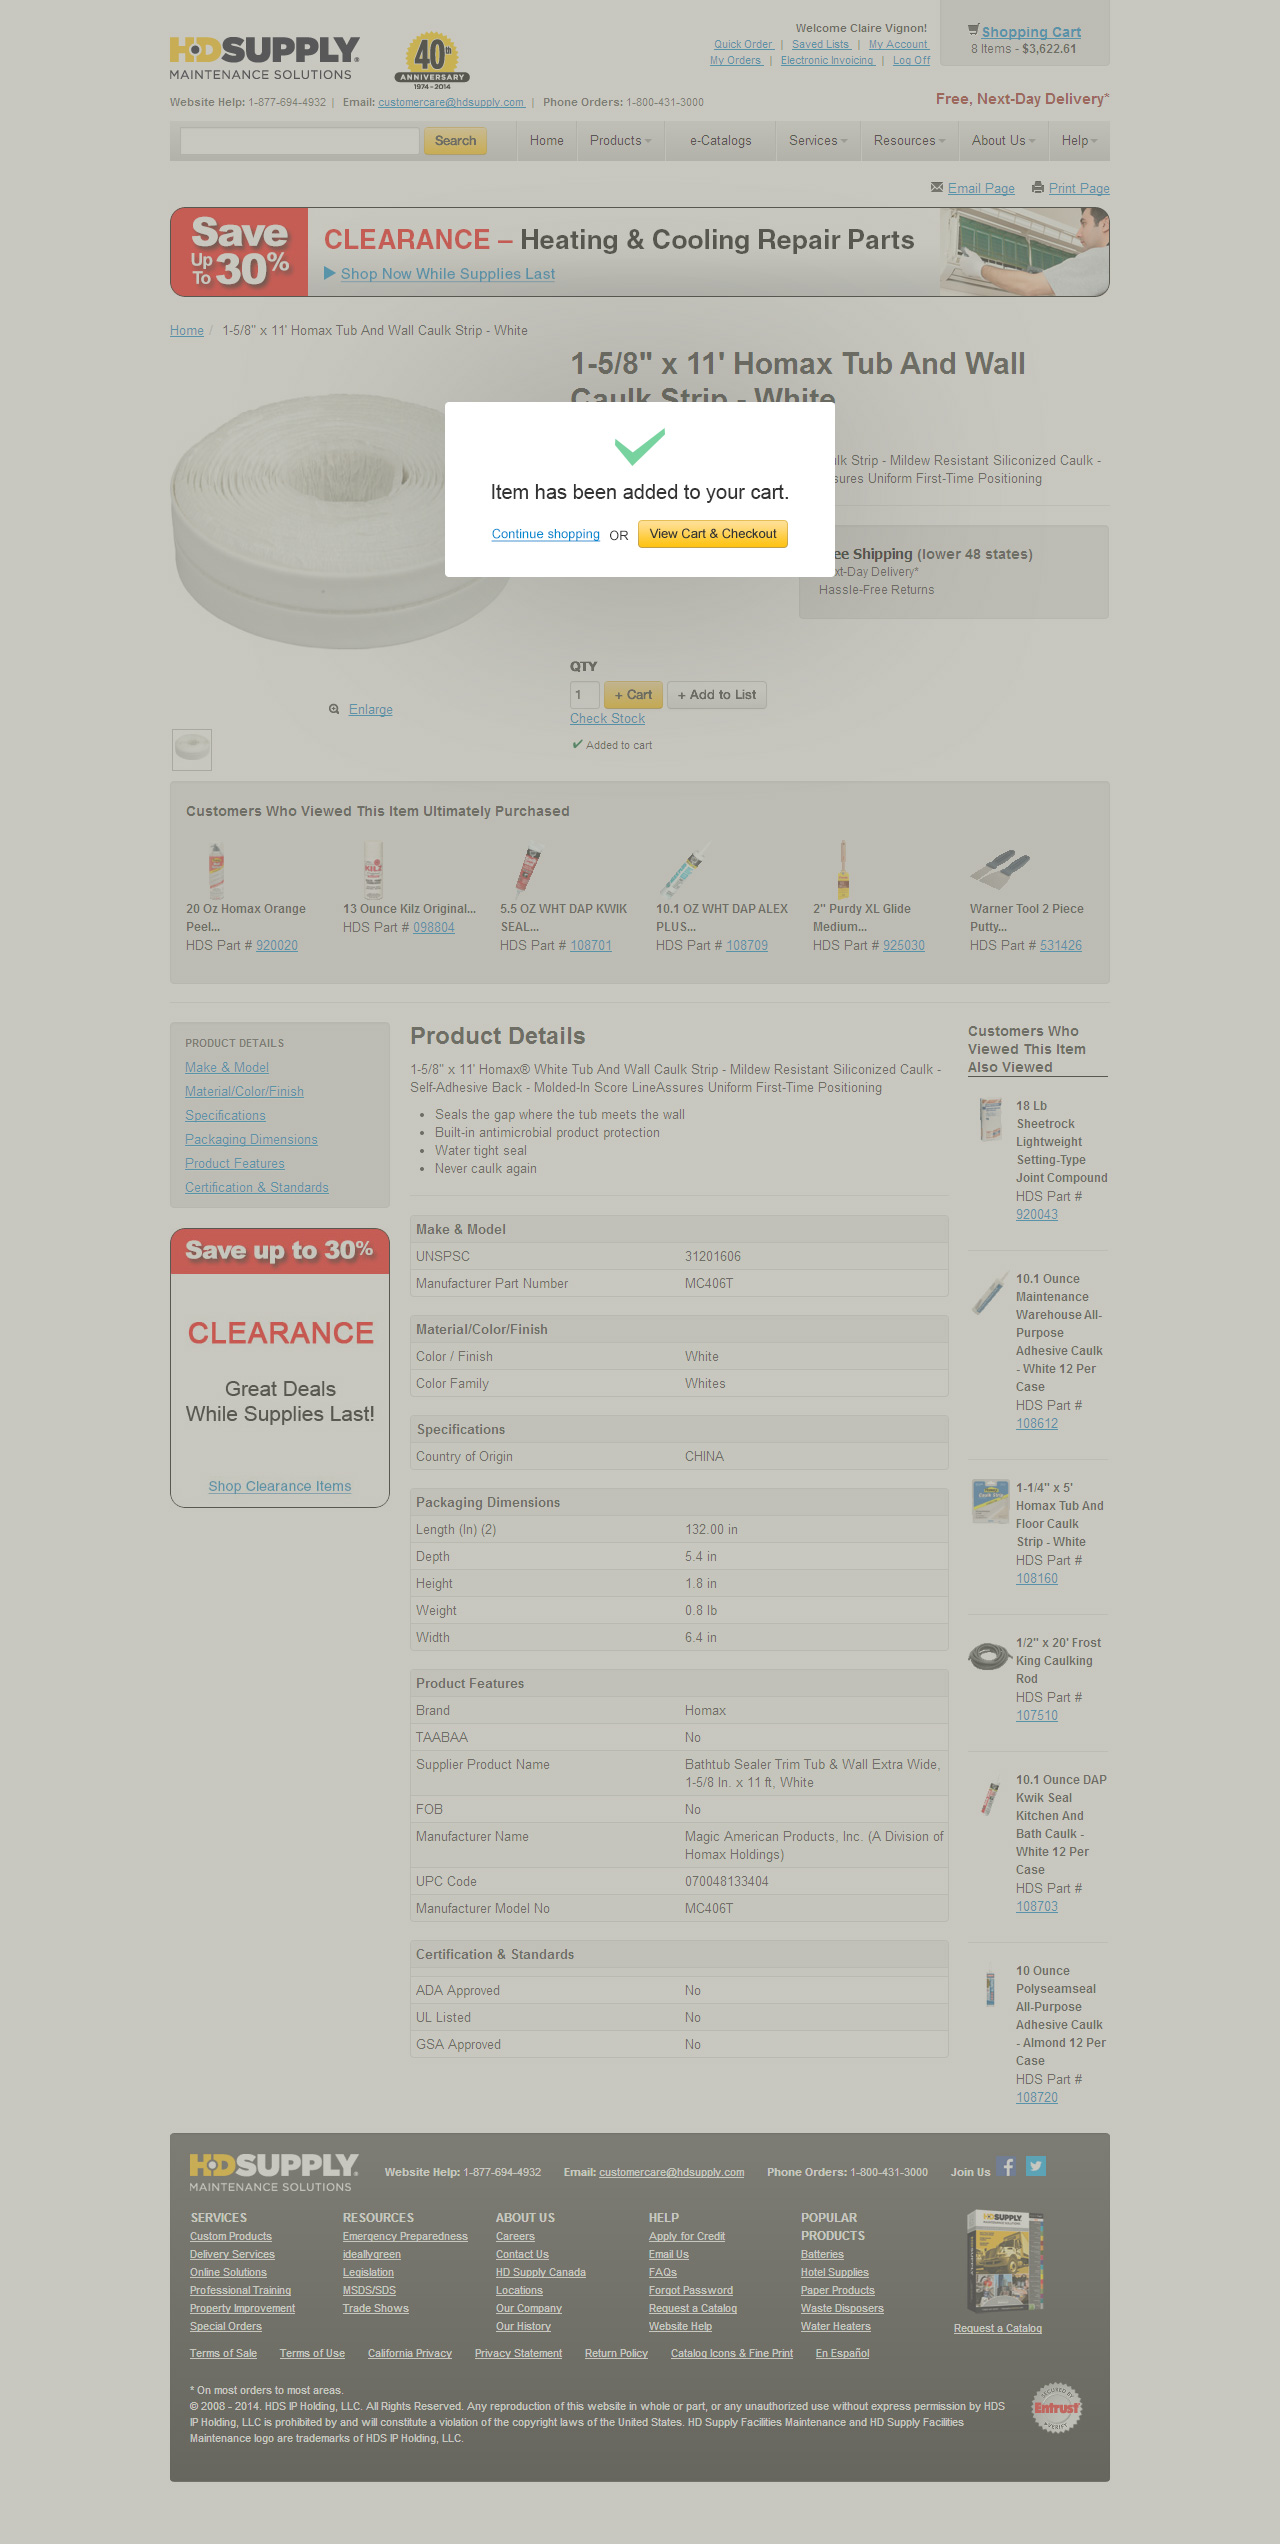 HDSUPPLY
MAINTENANCE SOLUTIONS
40th
ANNIVERSARY
1974-2014
Welcome Claire Vignon!
Quick Order | Saved Lists | My Account
My Orders | Electronic Invoicing | Log Off
Shopping Cart
8 Items - $3,622.61
Website Help: 1-877-694-4932 | Email: customercare@hdsupply.com | Phone Orders: 1-800-431-3000
Free, Next-Day Delivery*
Search
Home
Products
e-Catalogs
Services
Resources
About Us
Help
Email Page
Print Page
Save
Up To 30%
CLEARANCE – Heating & Cooling Repair Parts
Shop Now While Supplies Last
Home / 1-5/8" x 11' Homax Tub And Wall Caulk Strip - White
1-5/8" x 11' Homax Tub And Wall
Caulk Strip - White
Item has been added to your cart.
Continue shopping OR View Cart & Checkout
lk Strip - Mildew Resistant Siliconized Caulk -
sures Uniform First-Time Positioning
ee Shipping (lower 48 states)
xt-Day Delivery*
Hassle-Free Returns
QTY
1
+ Cart
+ Add to List
Check Stock
Added to cart
Enlarge
Customers Who Viewed This Item Ultimately Purchased
20 Oz Homax Orange
Peel...
HDS Part # 920020
13 Ounce Kilz Original...
HDS Part # 098804
5.5 OZ WHT DAP KWIK
SEAL...
HDS Part # 108701
10.1 OZ WHT DAP ALEX
PLUS...
HDS Part # 108709
2" Purdy XL Glide
Medium...
HDS Part # 925030
Warner Tool 2 Piece
Putty...
HDS Part # 531426
PRODUCT DETAILS
Make & Model
Material/Color/Finish
Specifications
Packaging Dimensions
Product Features
Certification & Standards
Save up to 30%
CLEARANCE
Great Deals
While Supplies Last!
Shop Clearance Items
Product Details
1-5/8" x 11' Homax® White Tub And Wall Caulk Strip - Mildew Resistant Siliconized Caulk -
Self-Adhesive Back - Molded-In Score LineAssures Uniform First-Time Positioning
• Seals the gap where the tub meets the wall
• Built-in antimicrobial product protection
• Water tight seal
• Never caulk again
Make & Model
UNSPSC 31201606
Manufacturer Part Number MC406T
Material/Color/Finish
Color / Finish White
Color Family Whites
Specifications
Country of Origin CHINA
Packaging Dimensions
Length (In) (2) 132.00 in
Depth 5.4 in
Height 1.8 in
Weight 0.8 lb
Width 6.4 in
Product Features
Brand Homax
TAABAA No
Supplier Product Name Bathtub Sealer Trim Tub & Wall Extra Wide,
1-5/8 In. x 11 ft, White
FOB No
Manufacturer Name Magic American Products, Inc. (A Division of
Homax Holdings)
UPC Code 070048133404
Manufacturer Model No MC406T
Certification & Standards
ADA Approved No
UL Listed No
GSA Approved No
Customers Who
Viewed This Item
Also Viewed
18 Lb
Sheetrock
Lightweight
Setting-Type
Joint Compound
HDS Part #
920043
10.1 Ounce
Maintenance
Warehouse All-
Purpose
Adhesive Caulk
- White 12 Per
Case
HDS Part #
108612
1-1/4" x 5'
Homax Tub And
Floor Caulk
Strip - White
HDS Part #
108160
1/2" x 20' Frost
King Caulking
Rod
HDS Part #
107510
10.1 Ounce DAP
Kwik Seal
Kitchen And
Bath Caulk -
White 12 Per
Case
HDS Part #
108703
10 Ounce
Polyseamseal
All-Purpose
Adhesive Caulk
- Almond 12 Per
Case
HDS Part #
108720
HDSUPPLY
MAINTENANCE SOLUTIONS
Website Help: 1-877-694-4932 Email: customercare@hdsupply.com Phone Orders: 1-800-431-3000 Join Us
SERVICES
Custom Products
Delivery Services
Online Solutions
Professional Training
Property Improvement
Special Orders
RESOURCES
Emergency Preparedness
ideallygreen
Legislation
MSDS/SDS
Trade Shows
ABOUT US
Careers
Contact Us
HD Supply Canada
Locations
Our Company
Our History
HELP
Apply for Credit
Email Us
FAQs
Forgot Password
Request a Catalog
Website Help
POPULAR
PRODUCTS
Batteries
Hotel Supplies
Paper Products
Waste Disposers
Water Heaters
HDSUPPLY
Request a Catalog
Terms of Sale Terms of Use California Privacy Privacy Statement Return Policy Catalog Icons & Fine Print En Español
* On most orders to most areas.
© 2008 - 2014. HDS IP Holding, LLC. All Rights Reserved. Any reproduction of this website in whole or part, or any unauthorized use without express permission by HDS
IP Holding, LLC is prohibited by and will constitute a violation of the copyright laws of the United States. HD Supply Facilities Maintenance and HD Supply Facilities
Maintenance logo are trademarks of HDS IP Holding, LLC.
SECURED BY
Entrust
VERIFY